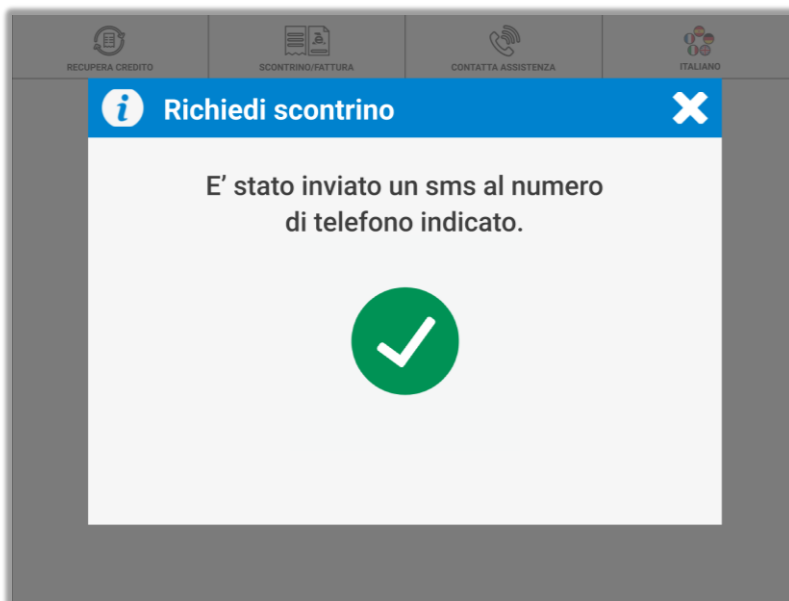 RECUPERA CREDITO
SCONTRINO/FATTURA
CONTATTA ASSISTENZA
ITALIANO
i Richiedi scontrino
E' stato inviato un sms al numero
di telefono indicato.